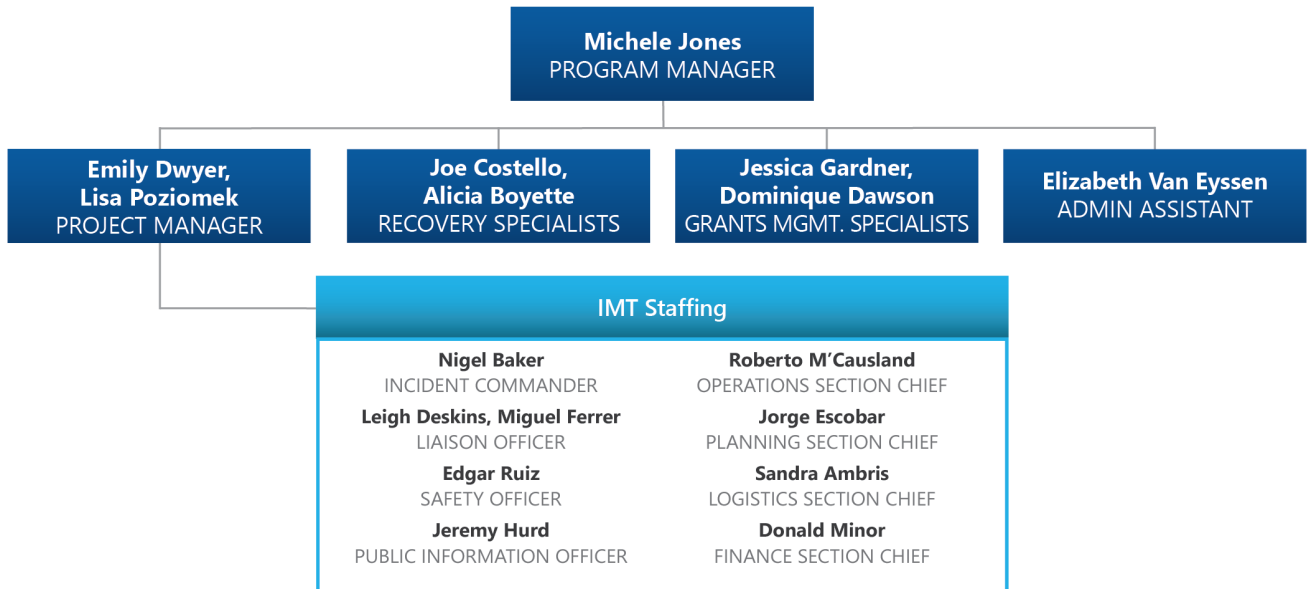 Michele Jones
PROGRAM MANAGER
Emily Dwyer,
Lisa Poziomek
PROJECT MANAGER
Joe Costello,
Alicia Boyette
RECOVERY SPECIALISTS
Jessica Gardner,
Dominique Dawson
GRANTS MGMT. SPECIALISTS
Elizabeth Van Eyssen
ADMIN ASSISTANT
IMT Staffing
Nigel Baker
INCIDENT COMMANDER
Leigh Deskins, Miguel Ferrer
LIAISON OFFICER
Edgar Ruiz
SAFETY OFFICER
Jeremy Hurd
PUBLIC INFORMATION OFFICER
Roberto M’Causland
OPERATIONS SECTION CHIEF
Jorge Escobar
PLANNING SECTION CHIEF
Sandra Ambris
LOGISTICS SECTION CHIEF
Donald Minor
FINANCE SECTION CHIEF